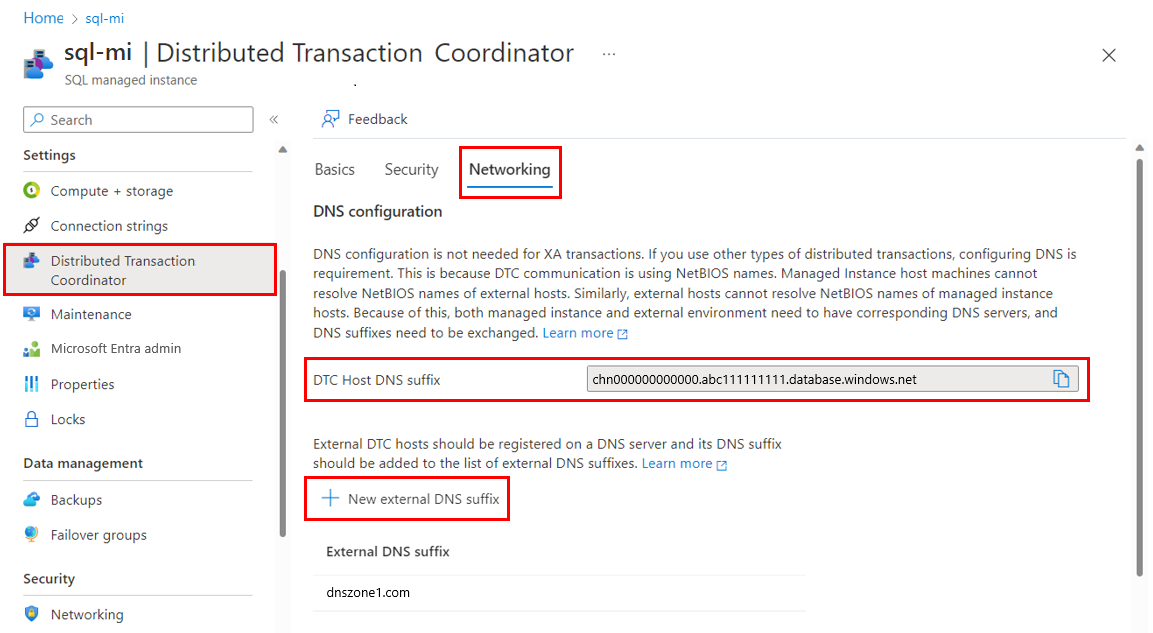 Home > sql-mi
sql-mi | Distributed Transaction Coordinator ...
SQL managed instance
Search
«
Settings
Compute + storage
Connection strings
Distributed Transaction
Coordinator
Maintenance
Microsoft Entra admin
Properties
Locks
Data management
Backups
Failover groups
Security
Networking
Feedback
Basics Security Networking
DNS configuration
DNS configuration is not needed for XA transactions. If you use other types of distributed transactions, configuring DNS is
requirement. This is because DTC communication is using NetBIOS names. Managed Instance host machines cannot
resolve NetBIOS names of external hosts. Similarly, external hosts cannot resolve NetBIOS names of managed instance
hosts. Because of this, both managed instance and external environment need to have corresponding DNS servers, and
DNS suffixes need to be exchanged. Learn more
DTC Host DNS suffix chn000000000000.abc111111111.database.windows.net
External DTC hosts should be registered on a DNS server and its DNS suffix
should be added to the list of external DNS suffixes. Learn more
New external DNS suffix
External DNS suffix
dnszone1.com